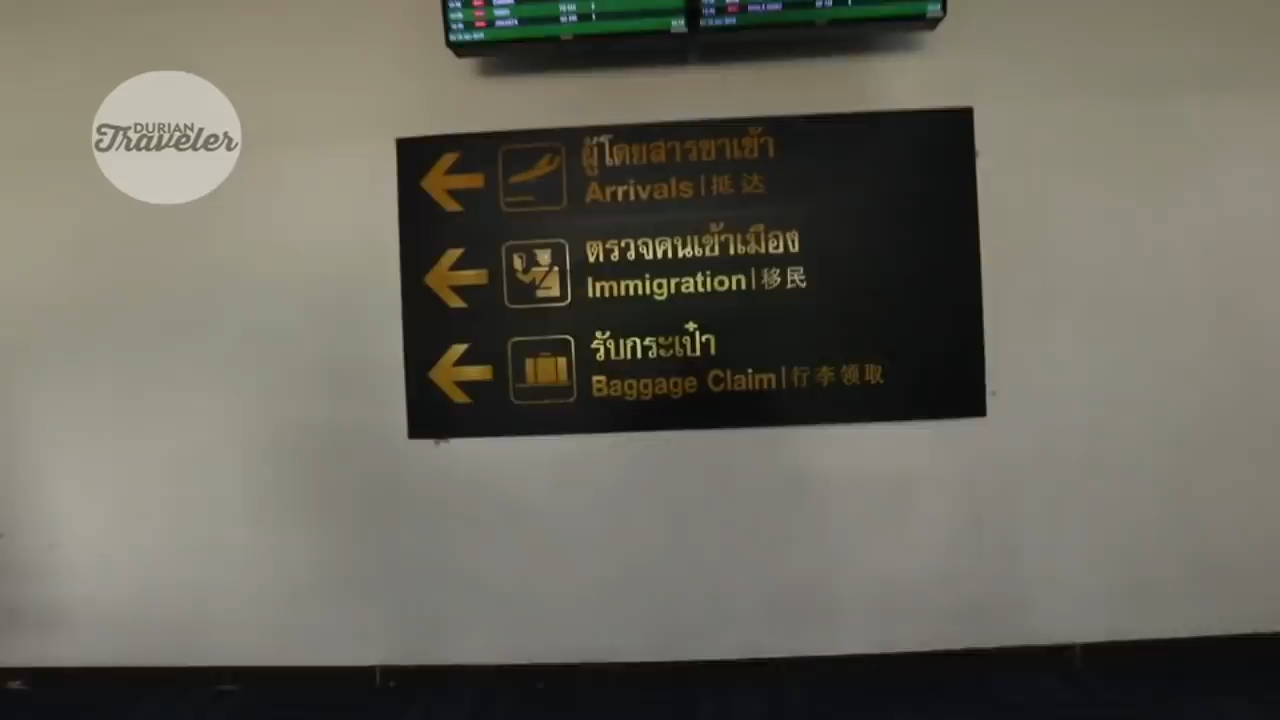 DURIAN
Traveler
ผู้โดยสารขาเข้า
Arrivals | 抵达
ตรวจคนเข้าเมือง
Immigration | 移民
รับกระเป๋า
Baggage Claim | 行李领取